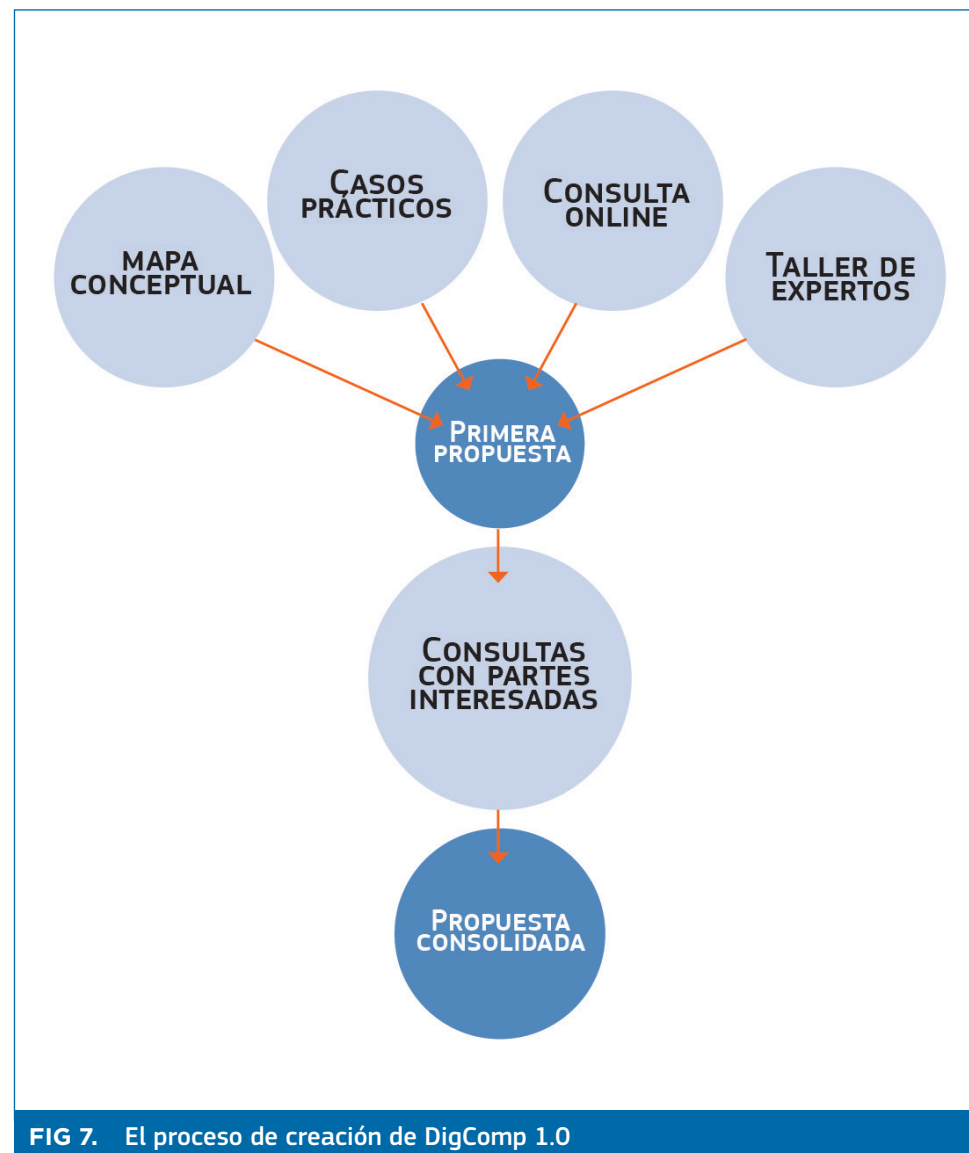 MAPA
CONCEPTUAL
CASOS
PRÁCTICOS
CONSULTA
ONLINE
TALLER DE
EXPERTOS
PRIMERA
PROPUESTA
CONSULTAS
CON PARTES
INTERESADAS
PROPUESTA
CONSOLIDADA
FIG 7. El proceso de creación de DigComp 1.0